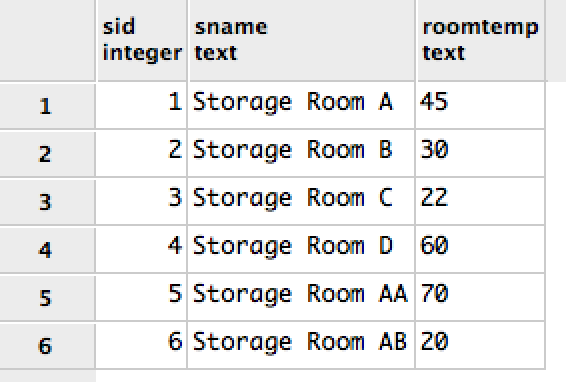 sid sname roomtemp
integer text text
1 1 Storage Room A 45
2 2 Storage Room B 30
3 3 Storage Room C 22
4 4 Storage Room D 60
5 5 Storage Room AA 70
6 6 Storage Room AB 20